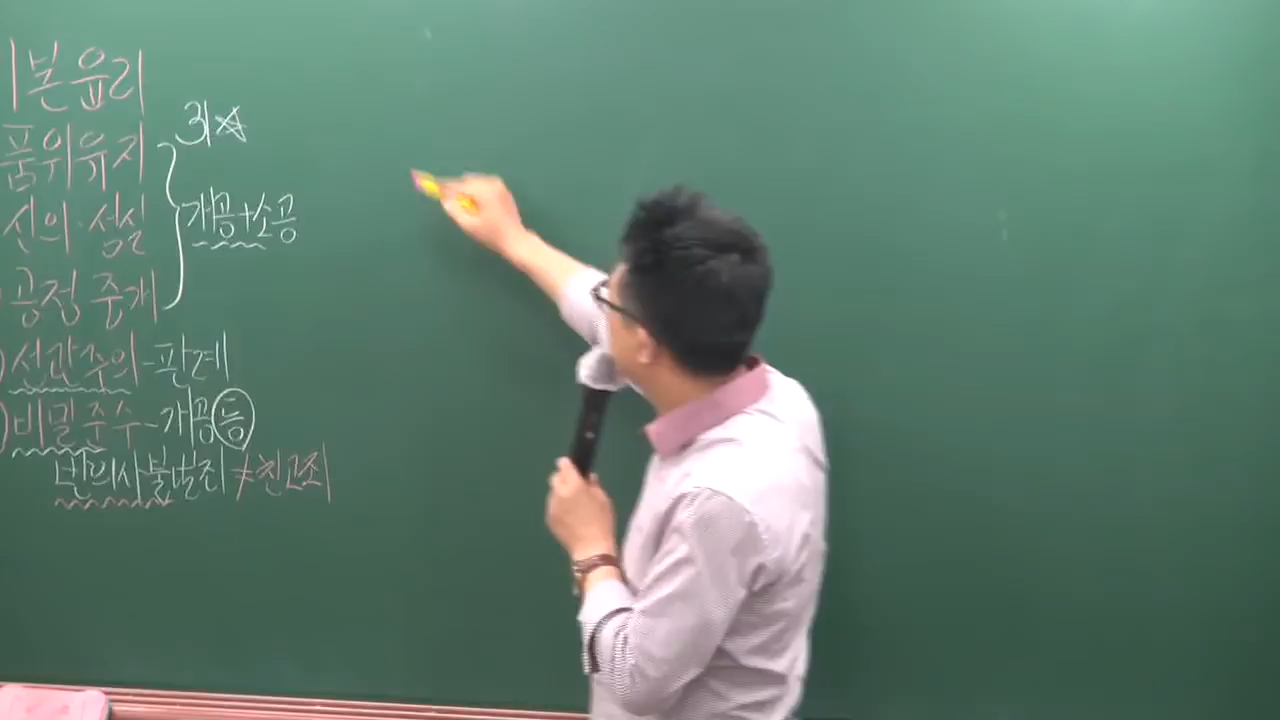 기본윤리
품위유지
신의·성실
공정중개
개공+소공
)선관주의-판례
)비밀준수-개공등
반의사불벌죄≠친고죄